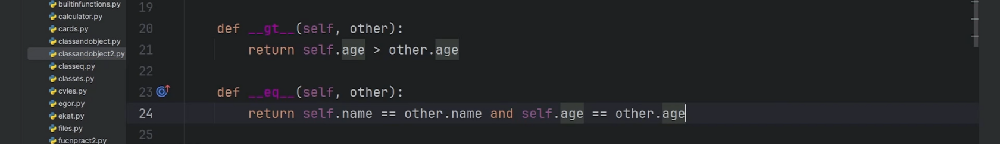 builtinfunctions.py
calculator.py
cards.py
classandobject.py
classandobject2.py
classeq.py
classes.py
cvles.py
egor.py
ekat.py
files.py
fucnpract2.py
19
20 def __gt__(self, other):
21 return self.age > other.age
22
23 def __eq__(self, other):
24 return self.name == other.name and self.age == other.age
25